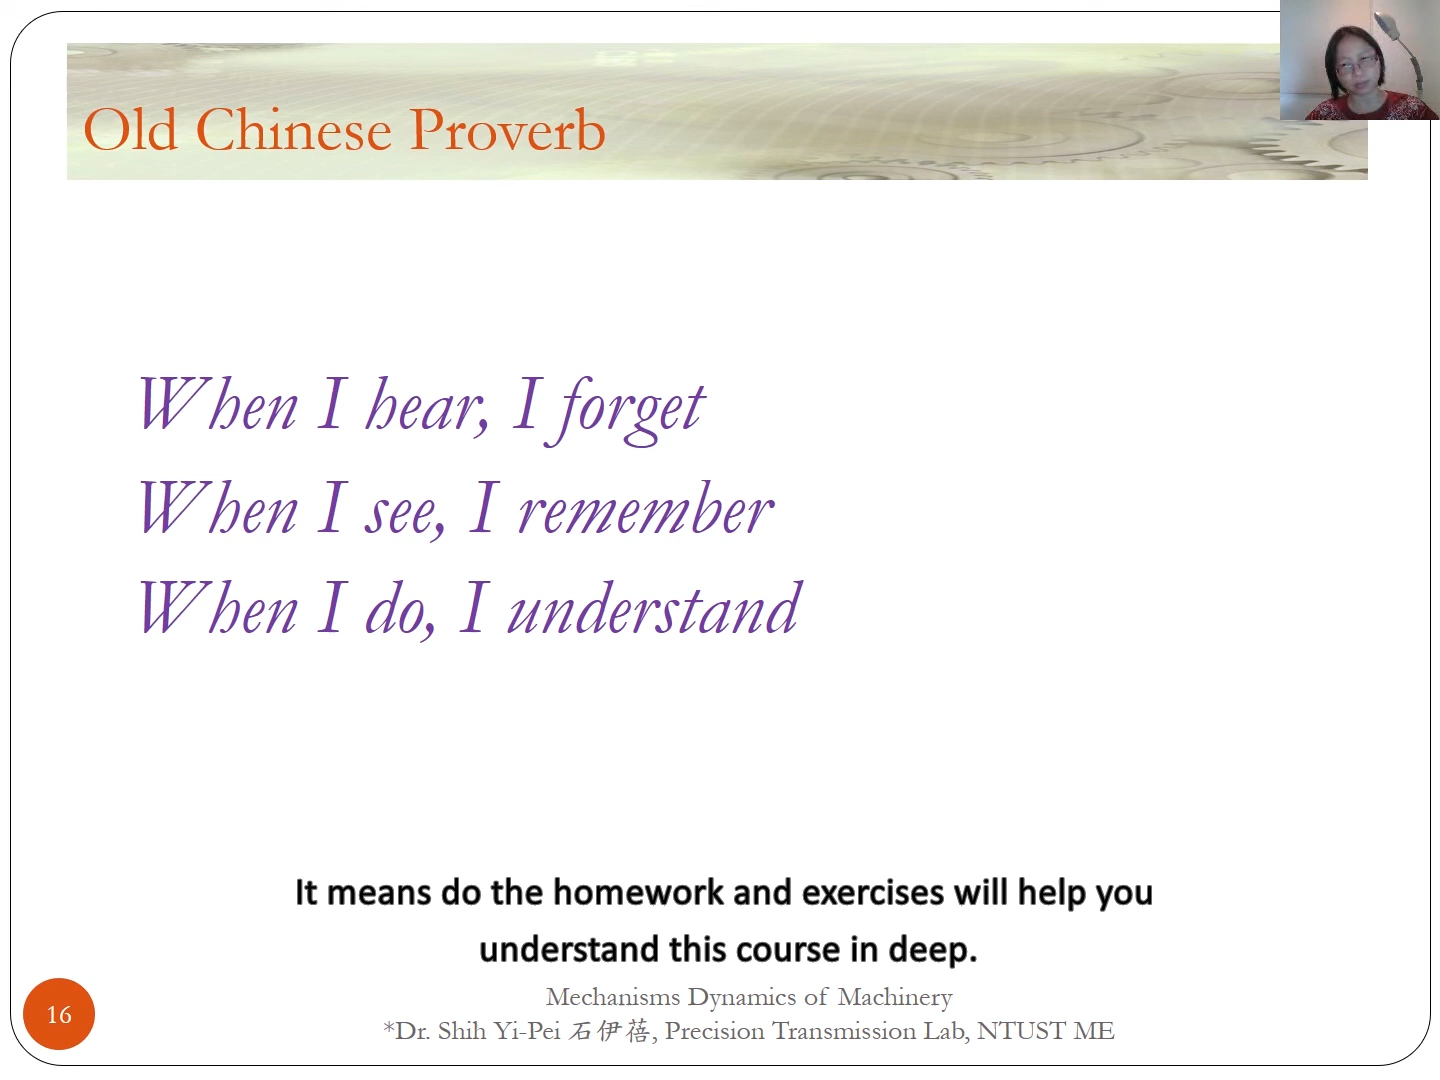 Old Chinese Proverb
When I hear, I forget
When I see, I remember
When I do, I understand
It means do the homework and exercises will help you
understand this course in deep.
16
Mechanisms Dynamics of Machinery
*Dr. Shih Yi-Pei 石伊蓓, Precision Transmission Lab, NTUST ME